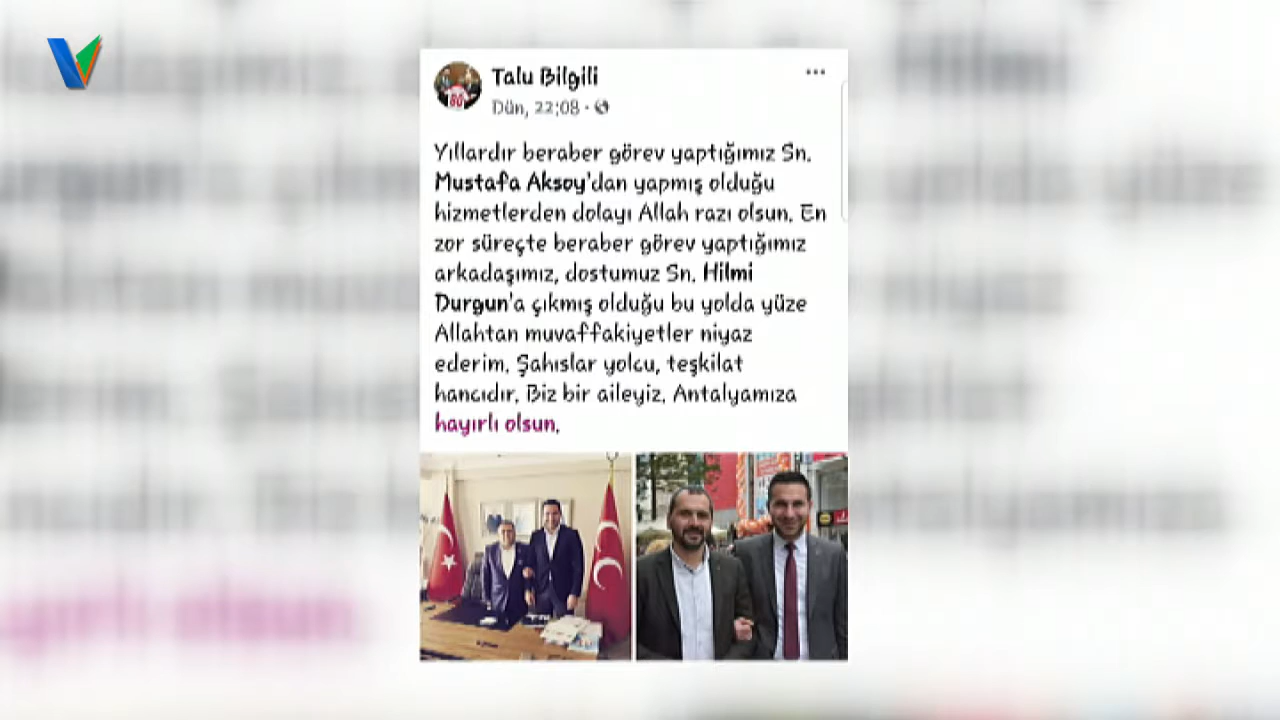 Talu Bilgili
Dün, 22:08 ·
Yıllardır beraber görev yaptığımız Sn.
Mustafa Aksoy'dan yapmış olduğu
hizmetlerden dolayı Allah razı olsun. En
zor süreçte beraber görev yaptığımız
arkadaşımız, dostumuz Sn. Hilmi
Durgun'a çıkmış olduğu bu yolda yüze
Allahtan muvaffakiyetler niyaz
ederim. Şahıslar yolcu, teşkilat
hancıdır. Biz bir aileyiz. Antalyamıza
hayırlı olsun.